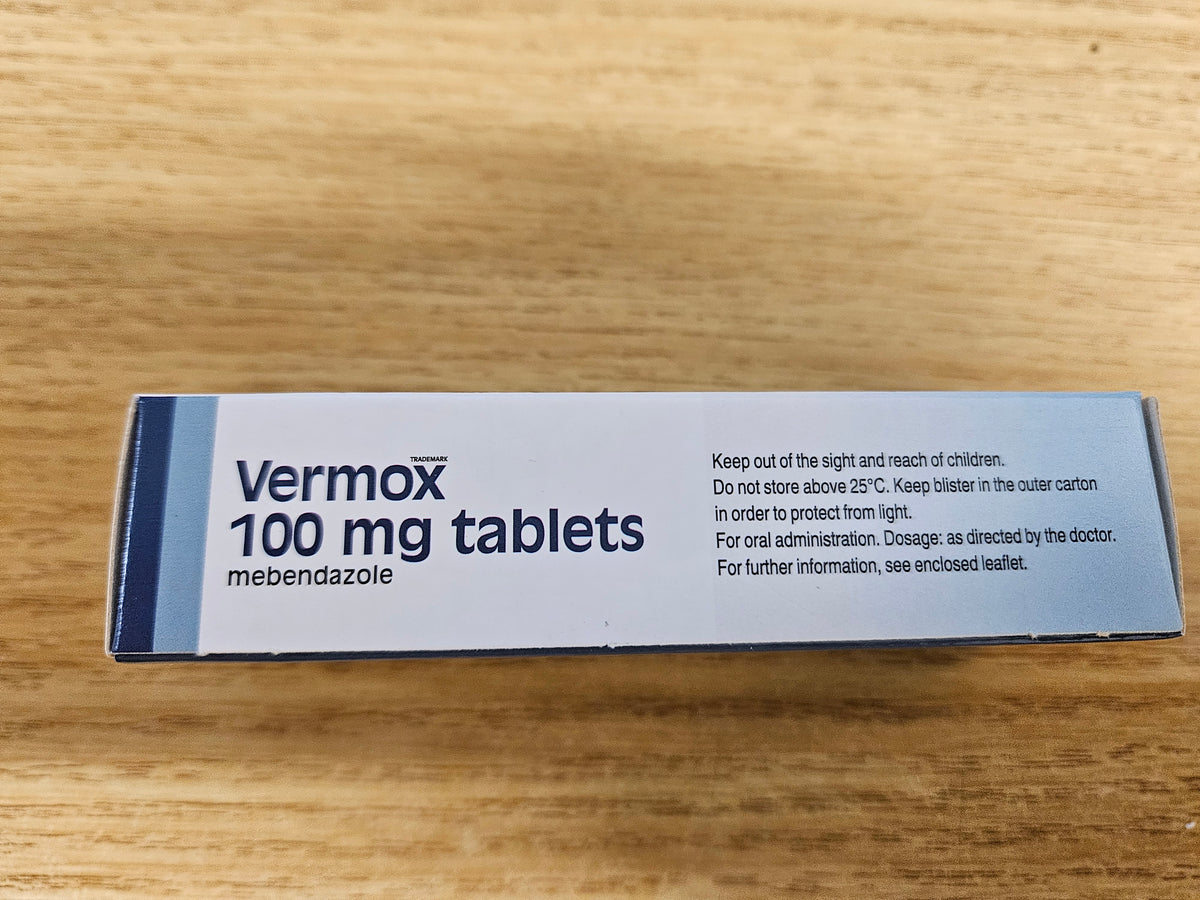 TRADEMARK
Vermox
100 mg tablets
mebendazole
Keep out of the sight and reach of children.
Do not store above 25°C. Keep blister in the outer carton
in order to protect from light.
For oral administration. Dosage: as directed by the doctor.
For further information, see enclosed leaflet.